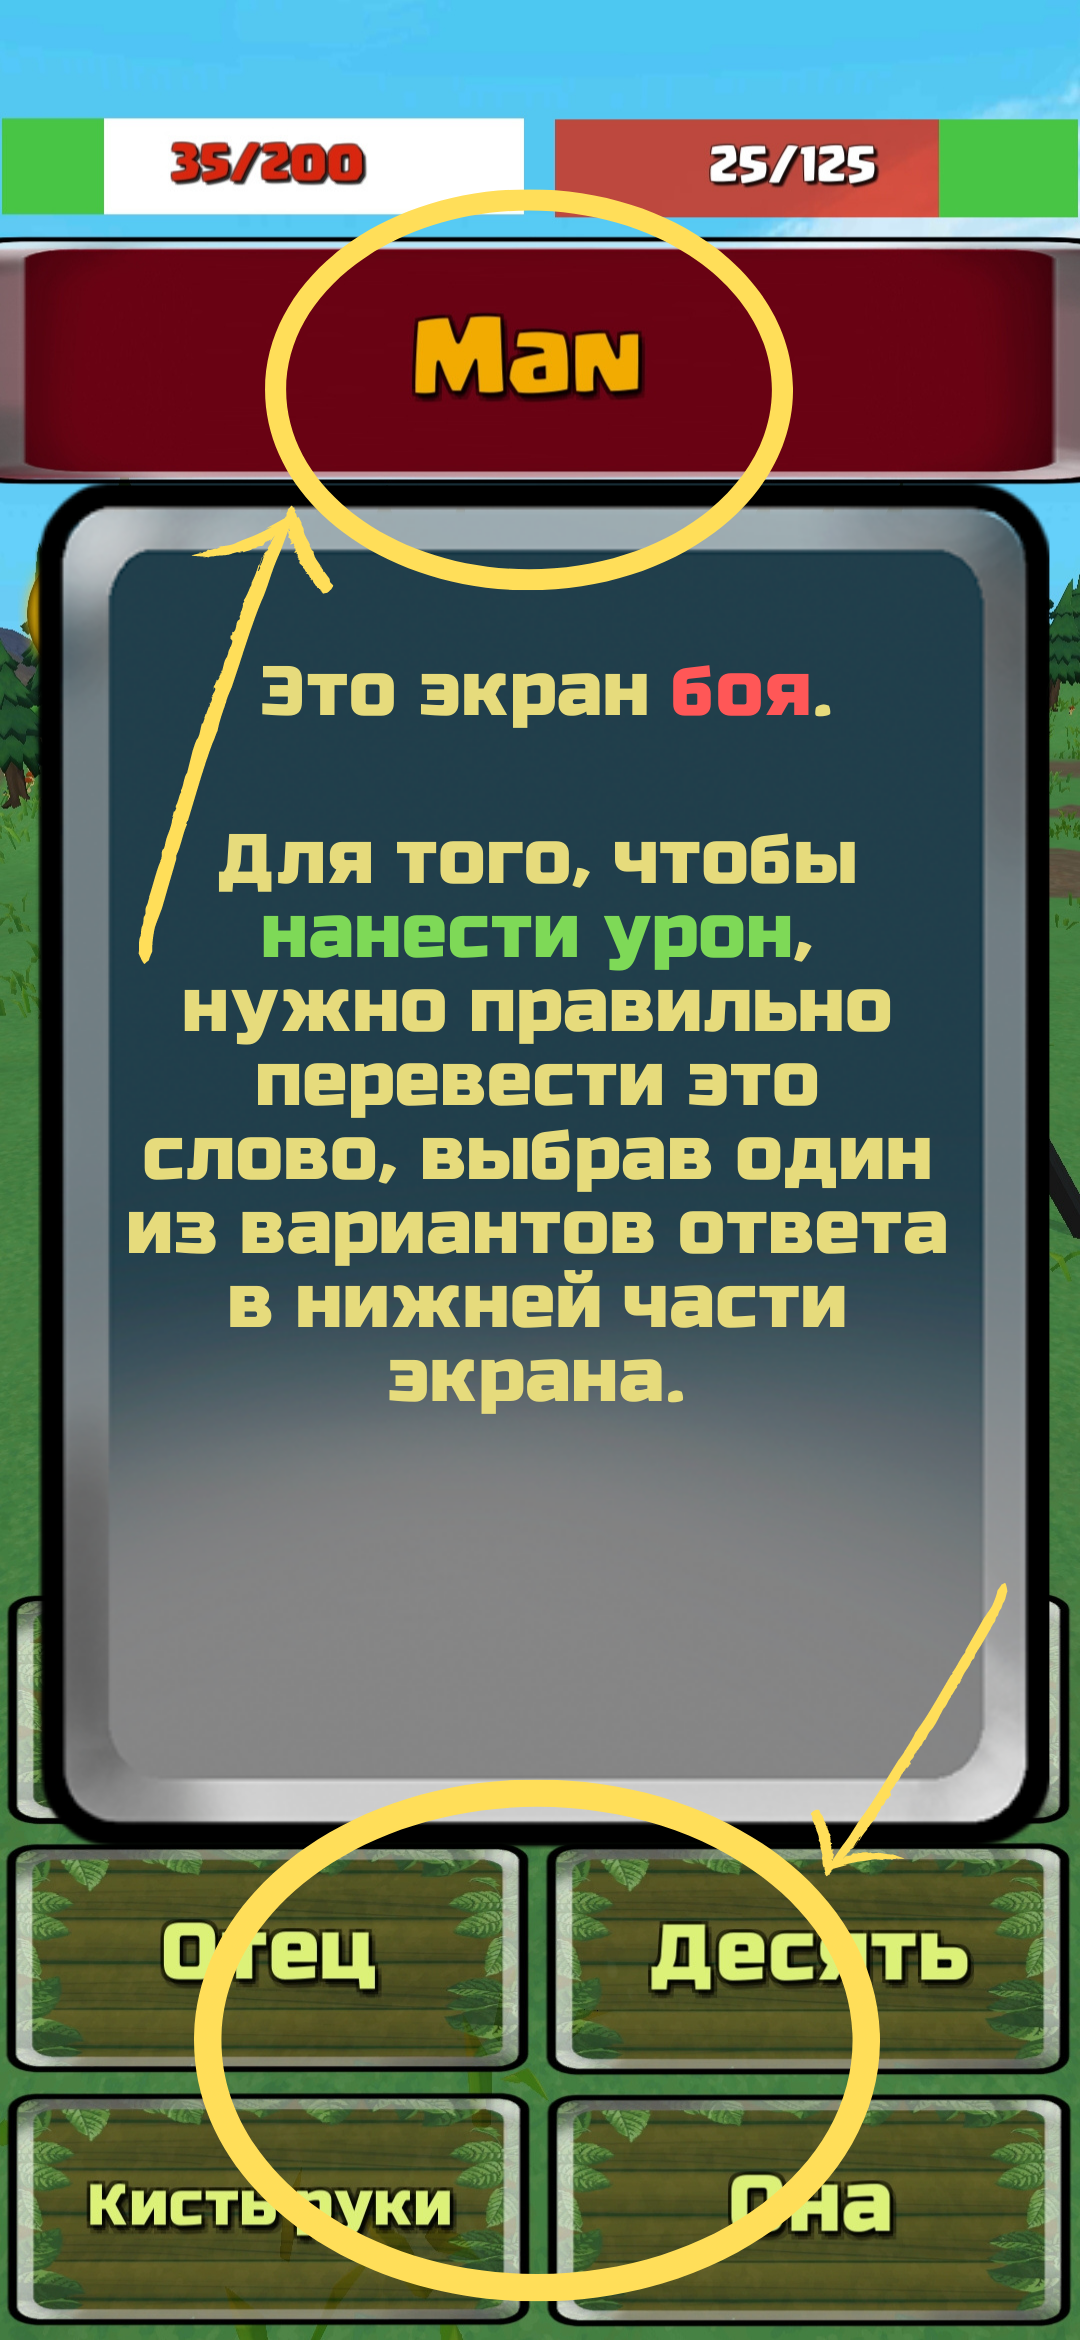 35/200 25/125
Man
Это экран боя.
Для того, чтобы
нанести урон,
нужно правильно
перевести это
слово, выбрав один
из вариантов ответа
в нижней части
экрана.
Отец Десять
Кисть руки Она